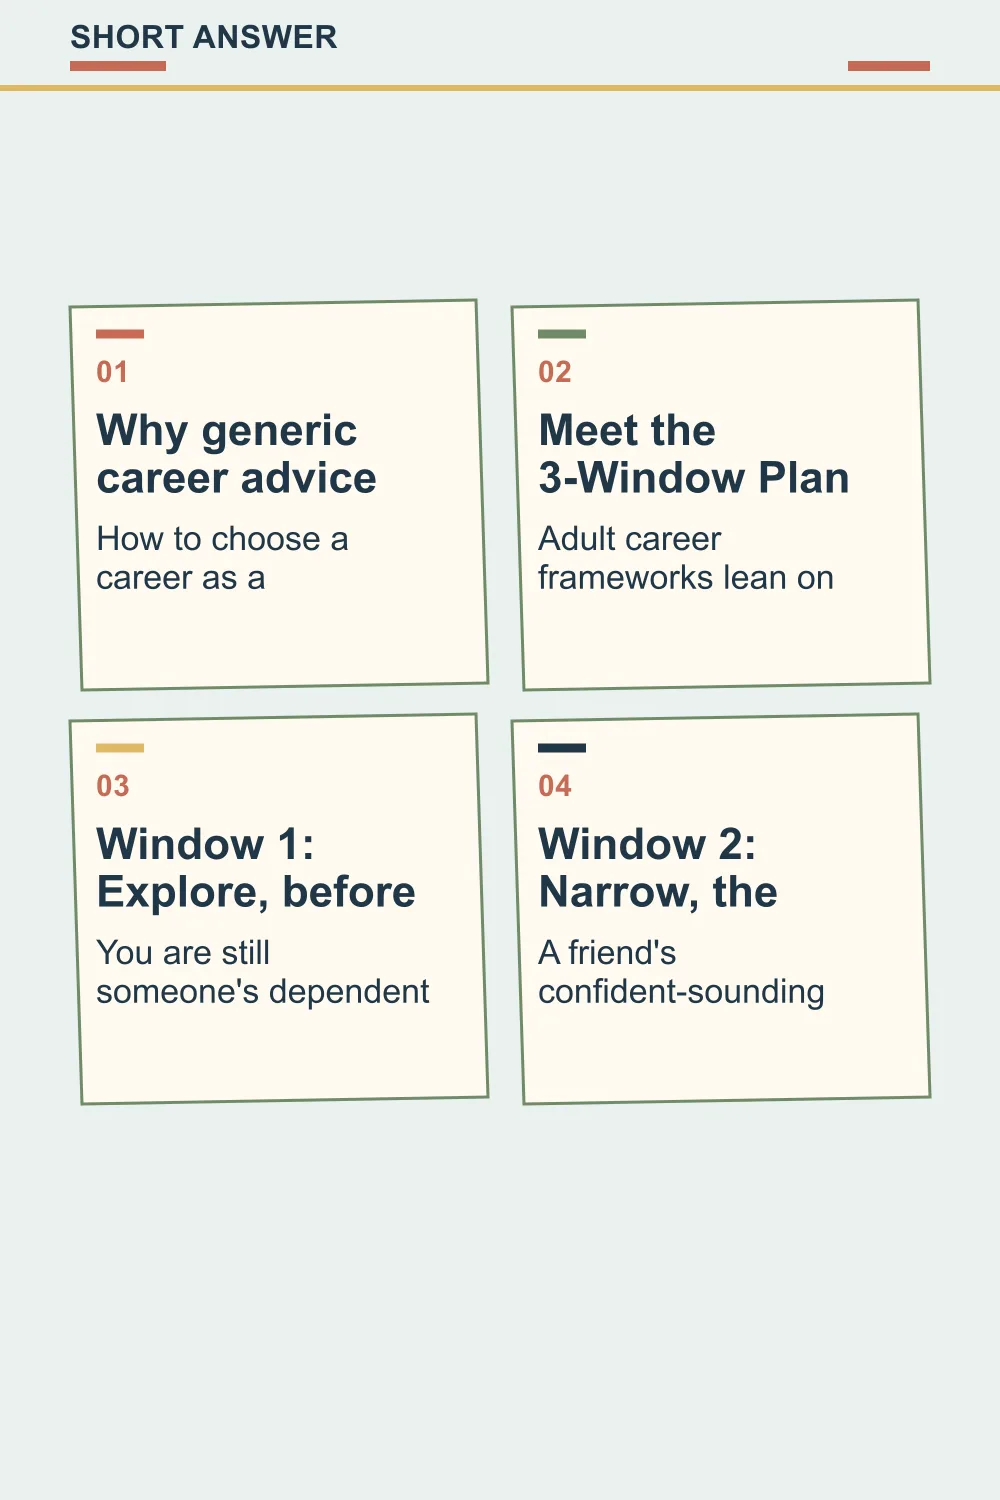 SHORT ANSWER
01
Why generic
career advice
How to choose a
career as a
02
Meet the
3-Window Plan
Adult career
frameworks lean on
03
Window 1:
Explore, before
You are still
someone's dependent
04
Window 2:
Narrow, the
A friend's
confident-sounding